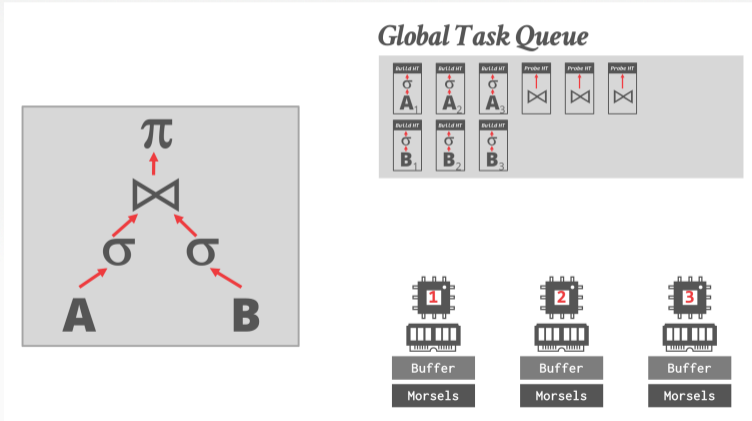 Global Task Queue
Build HT Build HT Build HT Probe HT Probe HT Probe HT
σ σ σ
A1 A2 A3 ⋈ ⋈ ⋈
Build HT Build HT Build HT
σ σ σ
B1 B2 B3
π
⋈
σ σ
A B
1 2 3
Buffer Buffer Buffer
Morsels Morsels Morsels